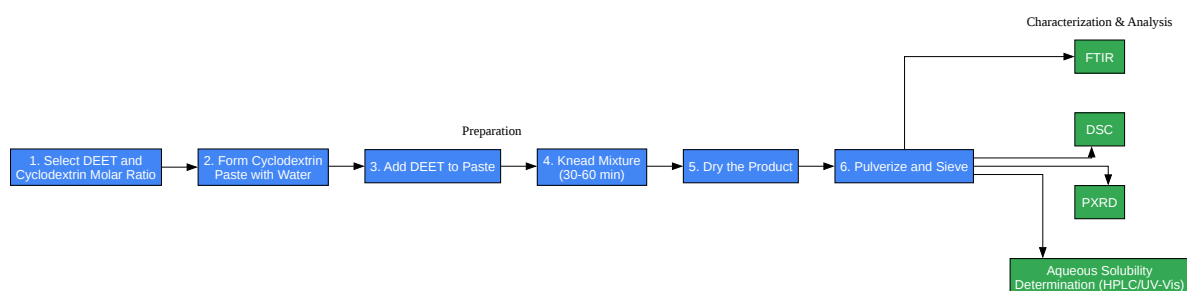 Characterization & Analysis
FTIR
Preparation
DSC
1. Select DEET and
Cyclodextrin Molar Ratio
2. Form Cyclodextrin
Paste with Water
3. Add DEET to Paste
4. Knead Mixture
(30-60 min)
5. Dry the Product
6. Pulverize and Sieve
PXRD
Aqueous Solubility
Determination (HPLC/UV-Vis)